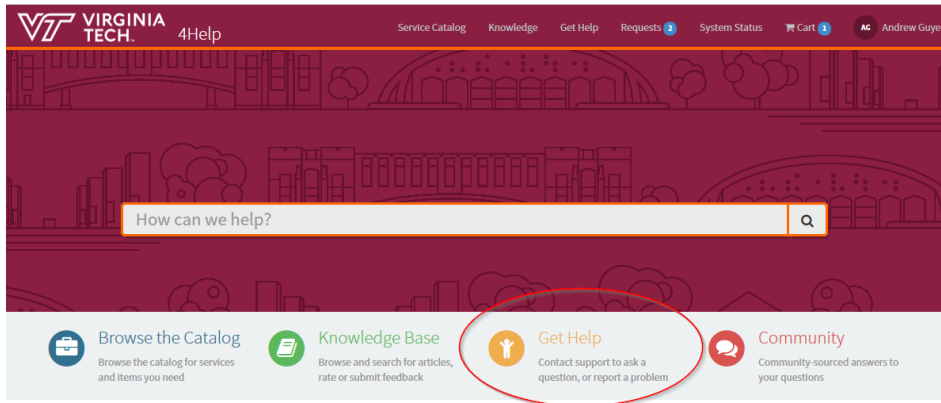 VIRGINIA TECH. 4Help
Service Catalog Knowledge Get Help Requests 2 System Status Cart 1 AG Andrew Guye
How can we help?
Browse the Catalog
Browse the catalog for services
and items you need
Knowledge Base
Browse and search for articles,
rate or submit feedback
Get Help
Contact support to ask a
question, or report a problem
Community
Community-sourced answers to
your questions